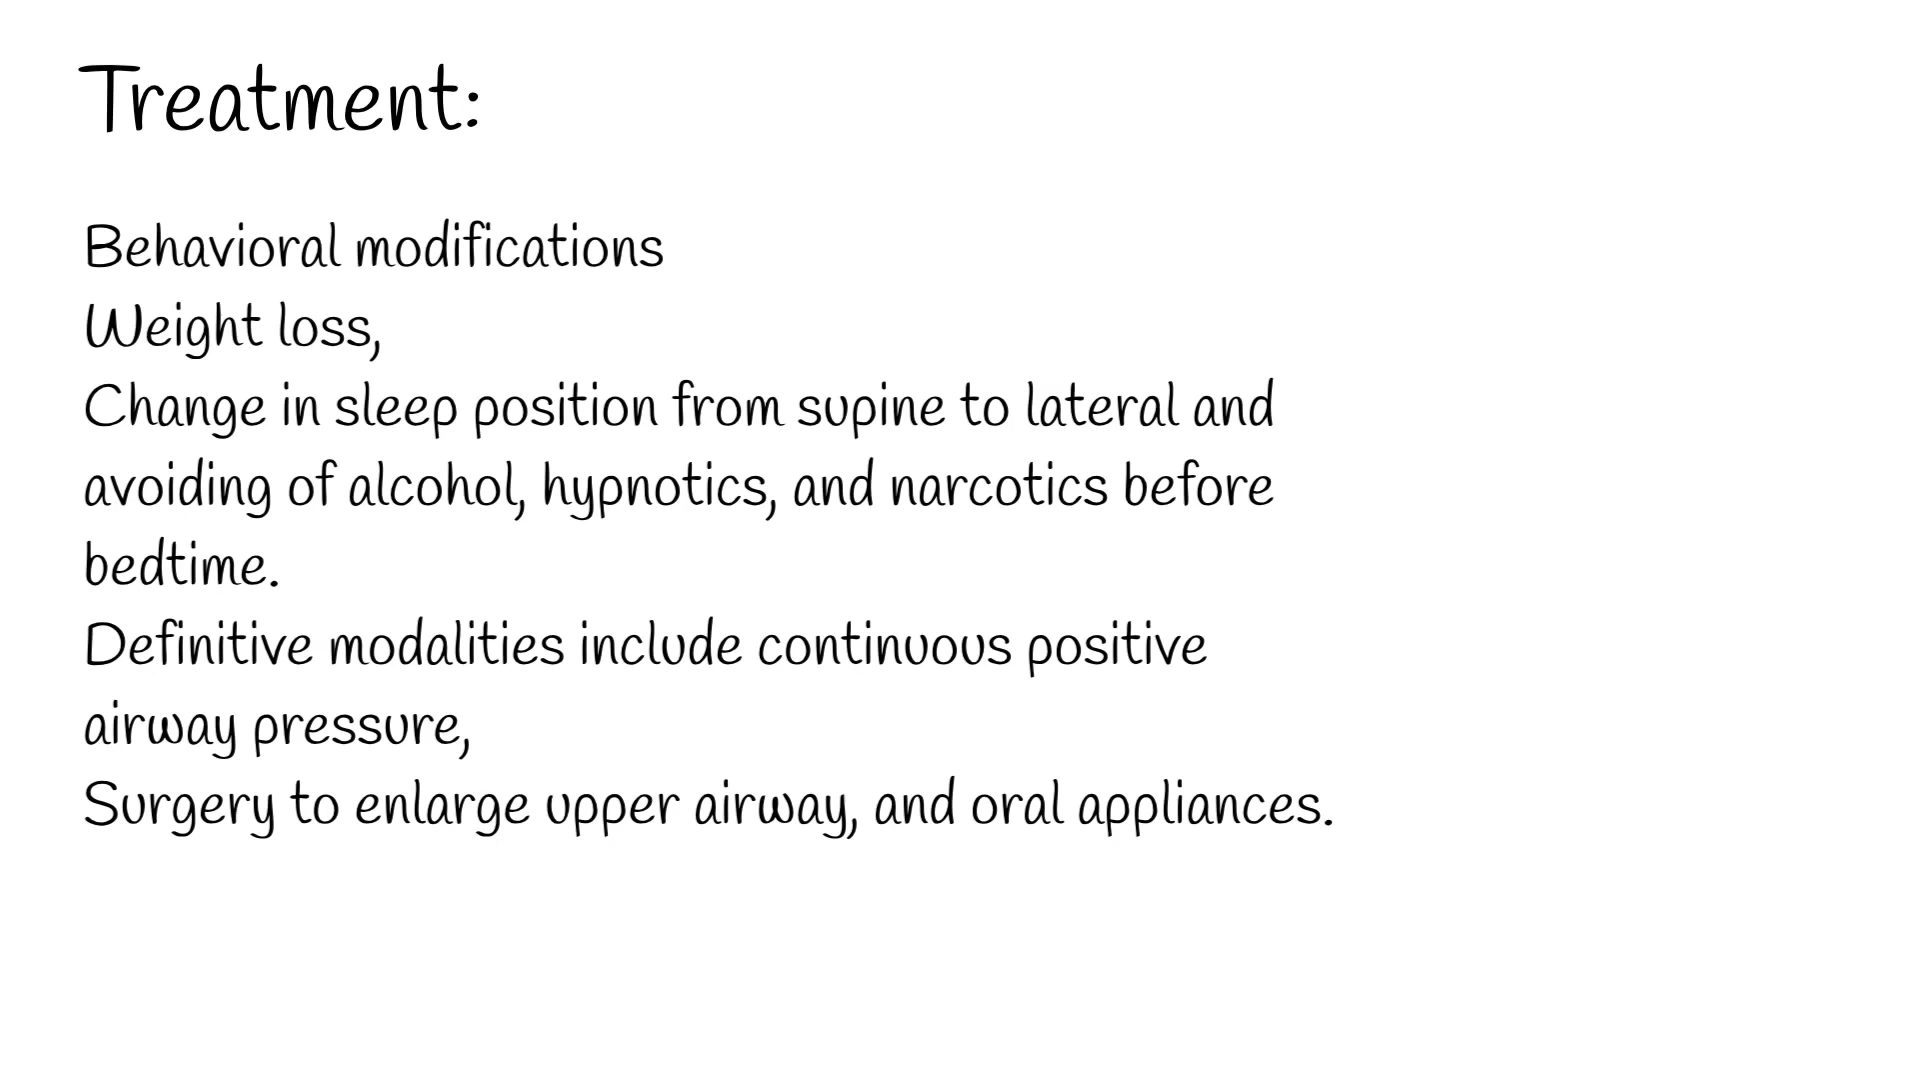 Treatment:
Behavioral modifications
Weight loss,
Change in sleep position from supine to lateral and
avoiding of alcohol, hypnotics, and narcotics before
bedtime.
Definitive modalities include continuous positive
airway pressure,
Surgery to enlarge upper airway, and oral appliances.